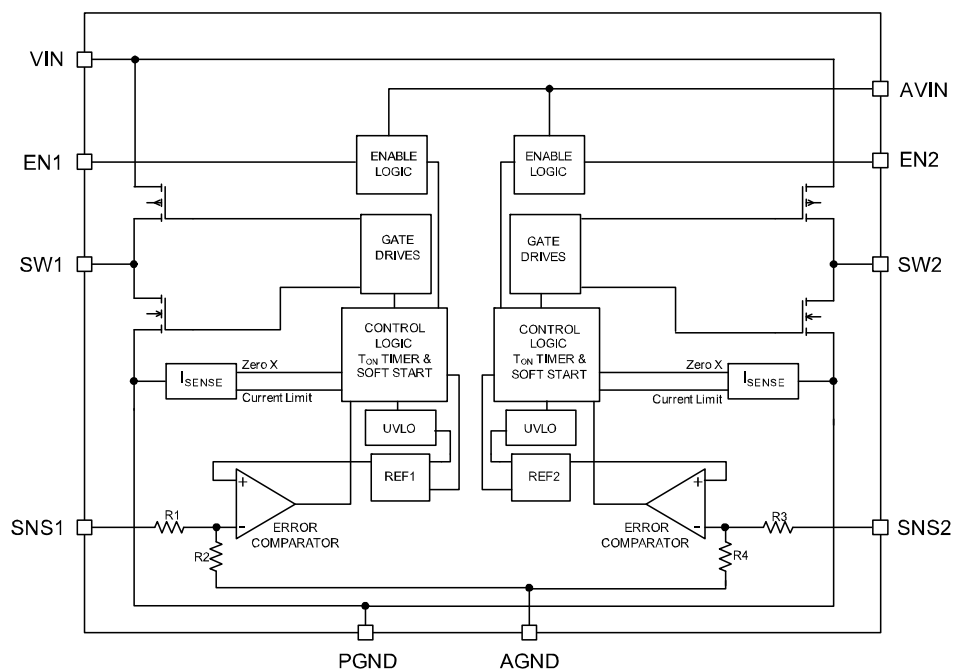 VIN
AVIN
EN1
ENABLE
LOGIC
ENABLE
LOGIC
EN2
GATE
DRIVES
GATE
DRIVES
SW1
SW2
CONTROL
LOGIC
TON TIMER &
SOFT START
CONTROL
LOGIC
TON TIMER &
SOFT START
ISENSE
Zero X
Current Limit
Zero X
Current Limit
ISENSE
UVLO
UVLO
REF1
REF2
+
-
ERROR
COMPARATOR
+
-
ERROR
COMPARATOR
SNS1
R1
R2
R3
R4
SNS2
PGND
AGND